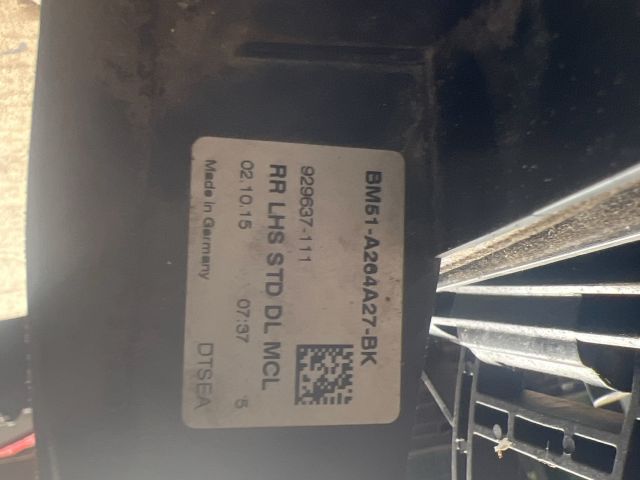 BM51-A264A27-BK
929637-111
RR LHS STD DL MCL
02.10.15 07:37 5
Made in Germany DTSEA